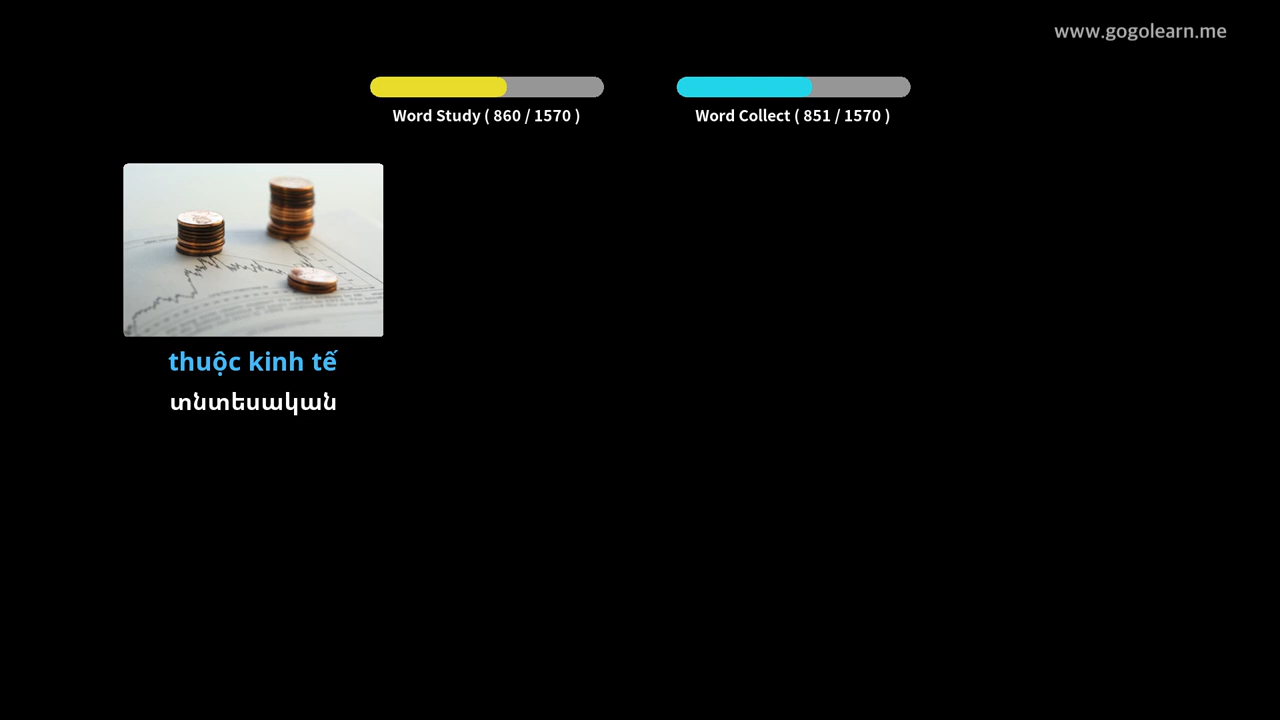 www.gogolearn.me
Word Study ( 860 / 1570 )
Word Collect ( 851 / 1570 )
thuộc kinh tế
տնտեսական